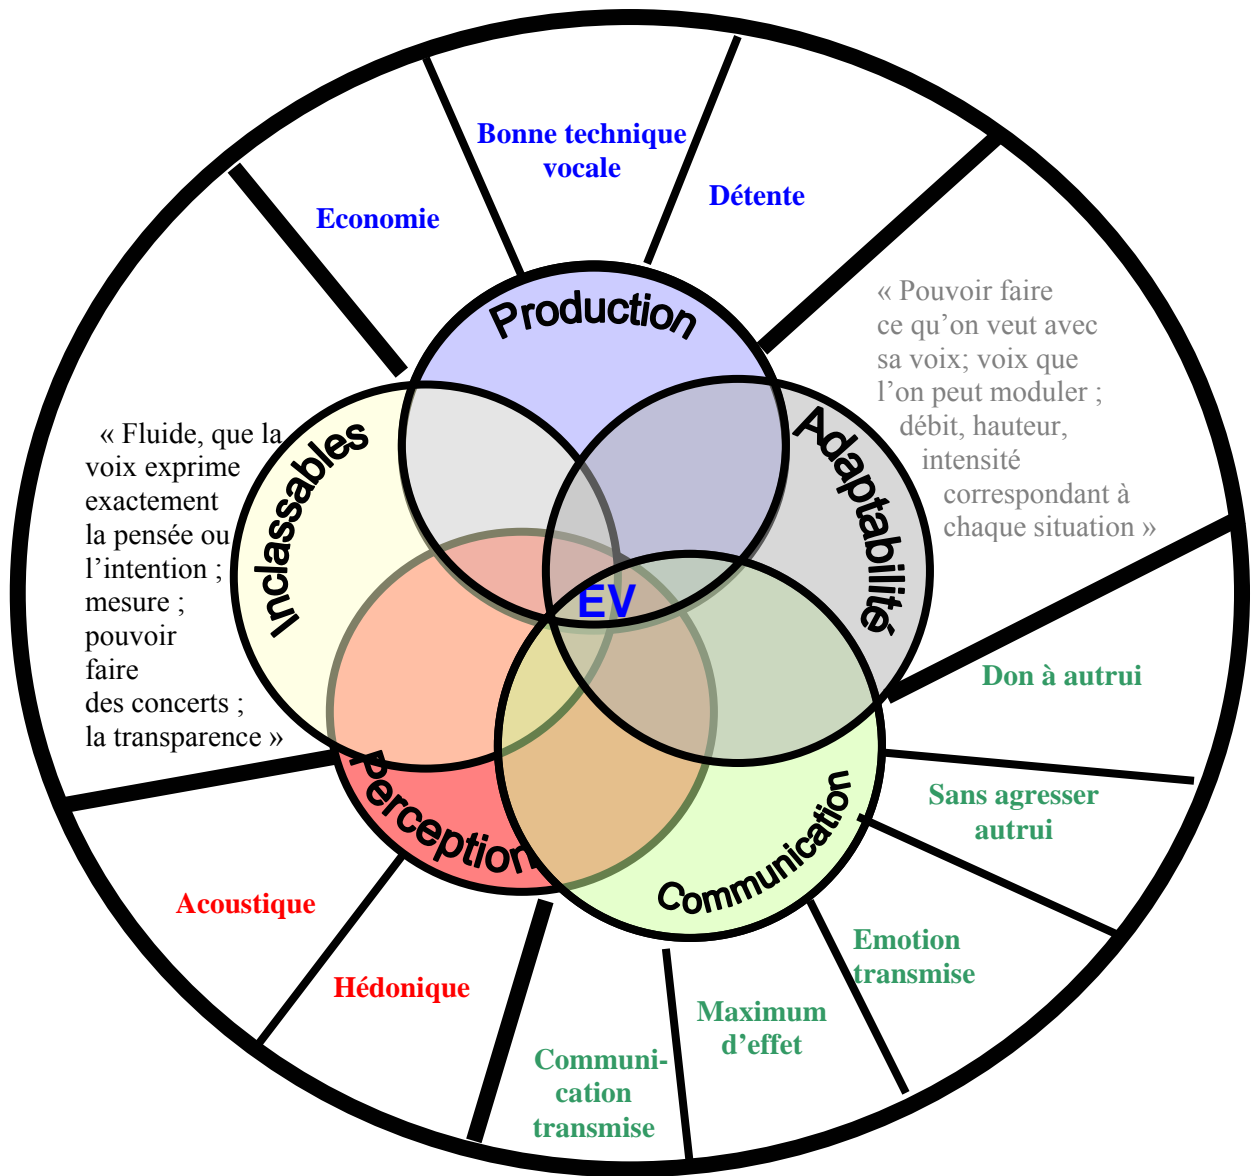 Bonne technique
vocale
Economie
Détente
Production
« Pouvoir faire
ce qu’on veut avec
sa voix; voix que
l’on peut moduler ;
débit, hauteur,
intensité
correspondant à
chaque situation »
Adaptabilité
Inclassables
« Fluide, que la
voix exprime
exactement
la pensée ou
l’intention ;
mesure ;
pouvoir
faire
des concerts ;
la transparence »
EV
Don à autrui
Sans agresser
autrui
Perception
Communication
Acoustique
Hédonique
Emotion
transmise
Maximum
d’effet
Communi-
cation
transmise